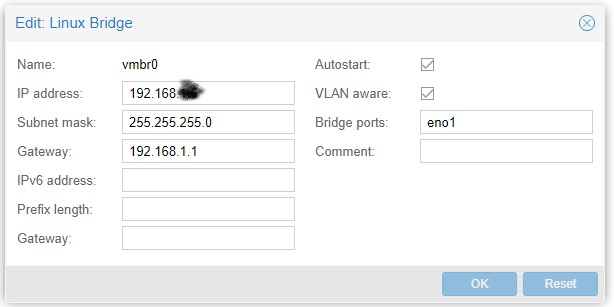 Edit: Linux Bridge
Name: vmbr0 Autostart:
IP address: 192.168. VLAN aware:
Subnet mask: 255.255.255.0 Bridge ports: eno1
Gateway: 192.168.1.1 Comment:
IPv6 address:
Prefix length:
Gateway:
OK Reset